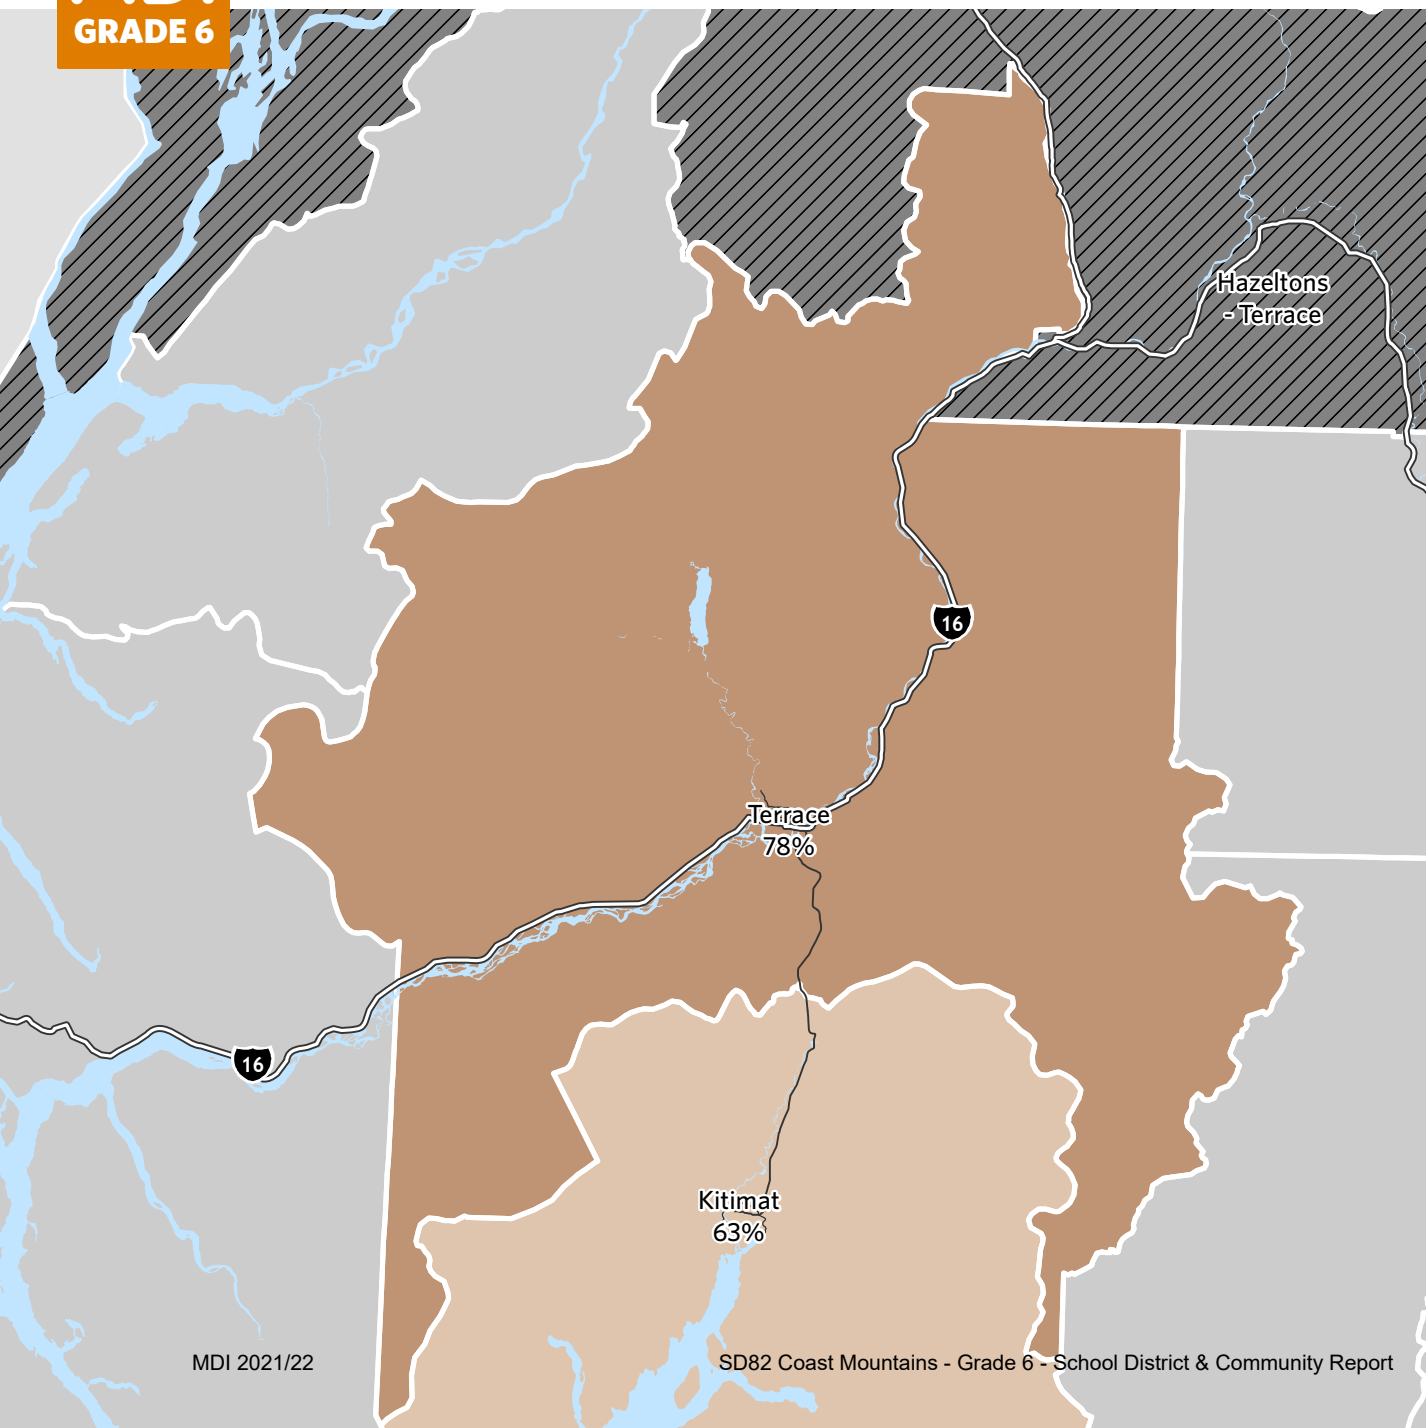 GRADE 6
Hazeltons
- Terrace
16
Terrace
78%
16
Kitimat
63%
MDI 2021/22
SD82 Coast Mountains - Grade 6 - School District & Community Report